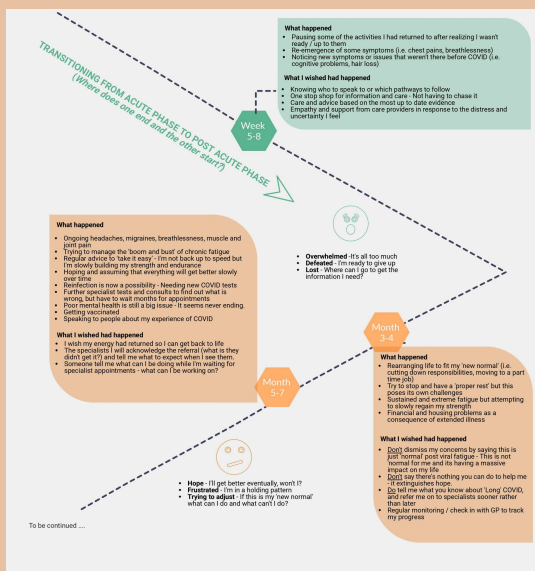 What happened
• Pausing some of the activities I had returned to after realizing I wasn't
ready / up to them
• Re-emergence of some symptoms (i.e. chest pains, breathlessness)
• Noticing new symptoms or issues that weren't there before COVID (i.e.
cognitive problems, hair loss)
What I wished had happened
• Knowing who to speak to or which pathways to follow
• One stop shop for information and care - Not having to chase it
• Care and advice based on the most up to date evidence
• Empathy and support from care providers in response to the distress and
uncertainty I feel
TRANSITIONING FROM ACUTE PHASE TO POST ACUTE PHASE
(Where does one end and the other start?)
Week
5-8
• Overwhelmed -It's all too much
• Defeated - I'm ready to give up
• Lost - Where can I go to get the
information I need?
What happened
• Ongoing headaches, migraines, breathlessness, muscle and
joint pain
• Trying to manage the 'boom and bust' of chronic fatigue
• Regular advice to 'take it easy' - I'm not back up to speed but
I'm slowly building my strength and endurance
• Hoping and assuming that everything will get better slowly
over time
• Reinfection is now a possibility - Needing new COVID tests
• Further specialist tests and consults to find out what is
wrong, but have to wait months for appointments
• Poor mental health is still a big issue - It seems never ending.
• Getting vaccinated
• Speaking to people about my experience of COVID
What I wished had happened
• I wish my energy had returned so I can get back to life
• The specialists I will acknowledge the referral (what is they
didn't get it?) and tell me what to expect when I see them.
• Someone tell me what can I be doing while I'm waiting for
specialist appointments - what can I be working on?
Month
3-4
What happened
• Rearranging life to fit my 'new normal' (i.e.
cutting down responsibilities, moving to a part
time job)
• Try to stop and have a 'proper rest' but this
poses its own challenges
• Sustained and extreme fatigue but attempting
to slowly regain my strength
• Financial and housing problems as a
consequence of extended illness
What I wished had happened
• Don't dismiss my concerns by saying this is
just 'normal' post viral fatigue - This is not
'normal for me and its having a massive
impact on my life
• Don't say there's nothing you can do to help me
- it extinguishes hope.
• Do tell me what you know about 'Long' COVID,
and refer me on to specialists sooner rather
than later
• Regular monitoring / check in with GP to track
my progress
Month
5-7
• Hope - I'll get better eventually, won't I?
• Frustrated - I'm in a holding pattern
• Trying to adjust - If this is my 'new normal'
what can I do and what can't I do?
To be continued ....